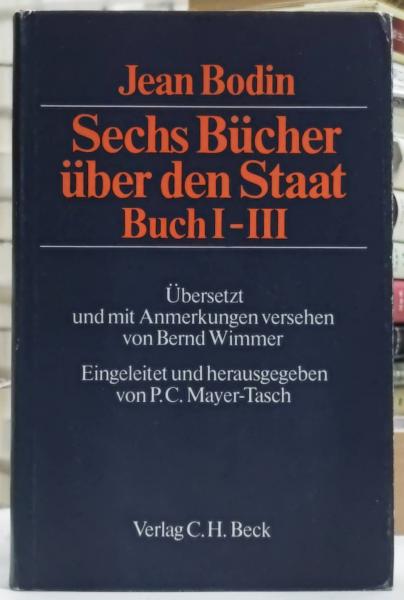 Jean Bodin
Sechs Bücher
über den Staat
Buch I-III
Übersetzt
und mit Anmerkungen versehen
von Bernd Wimmer
Eingeleitet und herausgegeben
von P. C. Mayer-Tasch
Verlag C. H. Beck